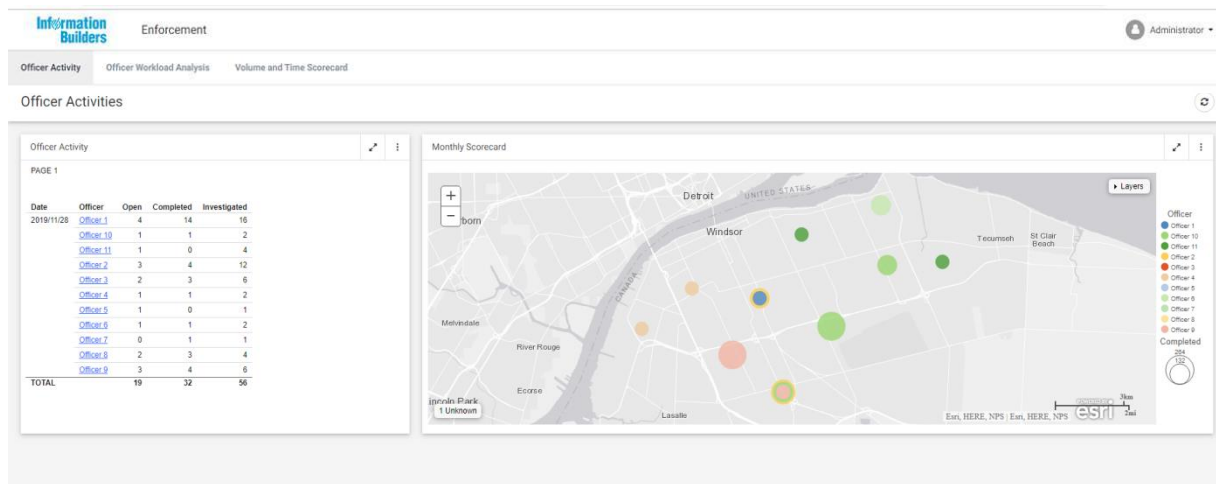 Information
Builders
Enforcement
Administrator
Officer Activity Officer Workload Analysis Volume and Time Scorecard
Officer Activities
Officer Activity
PAGE 1
Date Officer Open Completed Investigated
2019/11/28 Officer 1 4 14 16
Officer 10 1 1 2
Officer 11 1 0 4
Officer 2 3 4 12
Officer 3 2 3 6
Officer 4 1 1 2
Officer 5 1 0 1
Officer 6 1 1 2
Officer 7 0 1 1
Officer 8 2 3 4
Officer 9 3 4 6
TOTAL 19 32 56
Monthly Scorecard
+
−
Layers
Detroit
UNITED STATES
born
Windsor
Tecumseh
St Clair
Beach
CANADA
Melvindale
River Rouge
Ecorse
incoln Park
1 Unknown
Lasalle
Esri, HERE, NPS | Esri, HERE, NPS
esri
3km
2mi
Officer
Officer 1
Officer 10
Officer 11
Officer 2
Officer 3
Officer 4
Officer 5
Officer 6
Officer 7
Officer 8
Officer 9
Completed
264
132